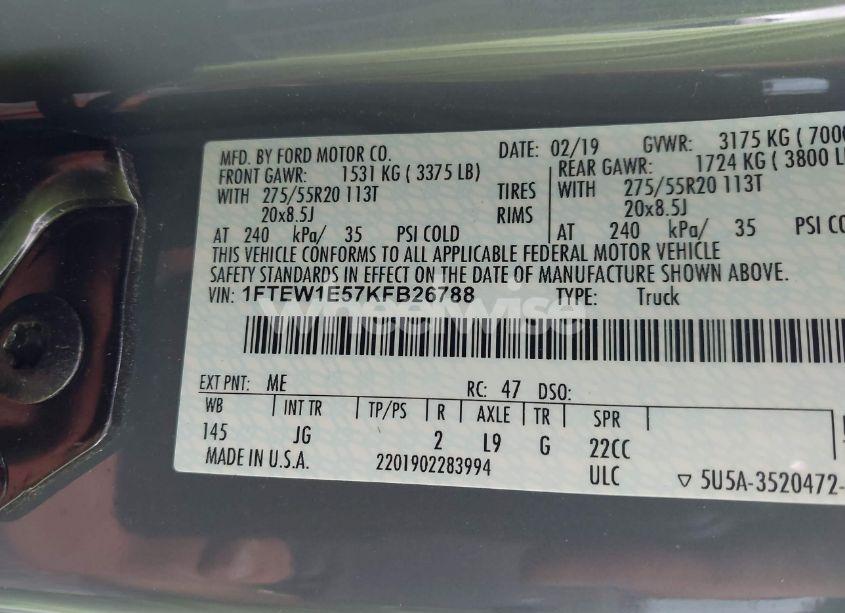 MFD. BY FORD MOTOR CO. DATE: 02/19 GVWR: 3175 KG ( 7000
FRONT GAWR: 1531 KG ( 3375 LB) REAR GAWR: 1724 KG ( 3800 LB
WITH 275/55R20 113T TIRES WITH 275/55R20 113T
20x8.5J RIMS 20x8.5J
AT 240 kPa/ 35 PSI COLD AT 240 kPa/ 35 PSI CO
THIS VEHICLE CONFORMS TO ALL APPLICABLE FEDERAL MOTOR VEHICLE
SAFETY STANDARDS IN EFFECT ON THE DATE OF MANUFACTURE SHOWN ABOVE.
VIN: 1FTEW1E57KFB26788 TYPE: Truck
wheelwise
EXT PNT: ME RC: 47 DSO:
WB INT TR TP/PS R AXLE TR SPR
145 JG 2 L9 G 22CC
MADE IN U.S.A. 2201902283994 ULC ▽ 5U5A-3520472-